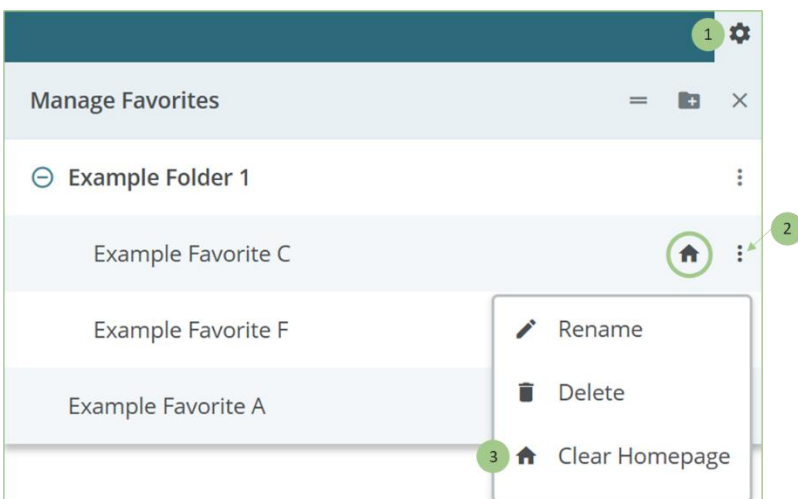 1
Manage Favorites
Example Folder 1
Example Favorite C
2
Example Favorite F
Example Favorite A
Rename
Delete
3 Clear Homepage